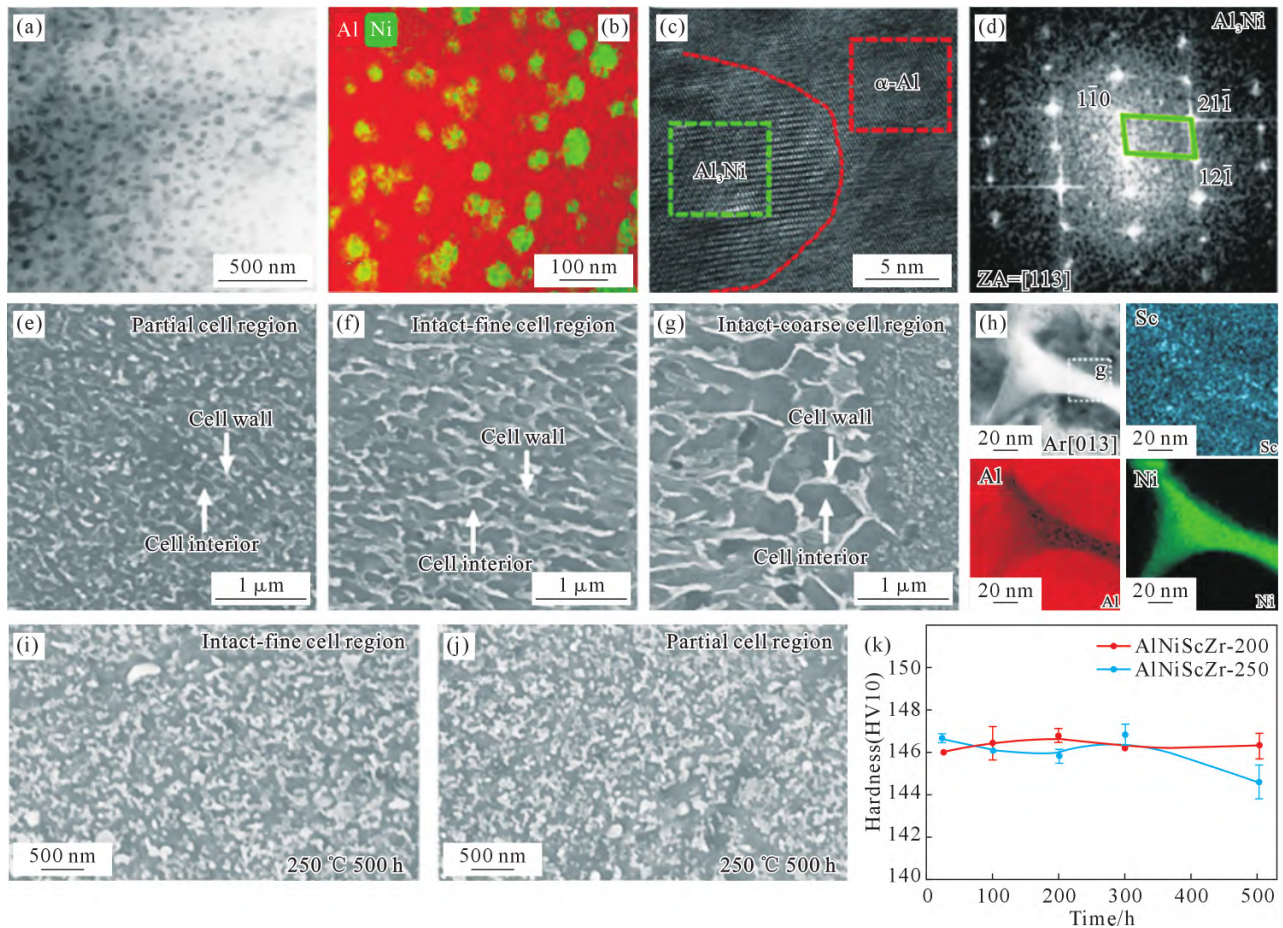 (a)
500 nm
Al Ni (b)
100 nm
(c)
α-Al
Al₃Ni
5 nm
(d)
Al₃Ni
11̄0
211̄
121̄
ZA=[113]
(e)
Partial cell region
Cell wall
Cell interior
1 μm
(f)
Intact-fine cell region
Cell wall
Cell interior
1 μm
(g)
Intact-coarse cell region
Cell wall
Cell interior
1 μm
(h)
g
20 nm
Ar[013]
Sc
20 nm
Sc
Al
20 nm
Al
Ni
20 nm
Ni
(i)
Intact-fine cell region
500 nm
250 ℃ 500 h
(j)
Partial cell region
500 nm
250 ℃ 500 h
(k)
AlNiScZr-200
AlNiScZr-250
Hardness(HV10)
150
148
146
144
142
140
0 100 200 300 400 500
Time/h